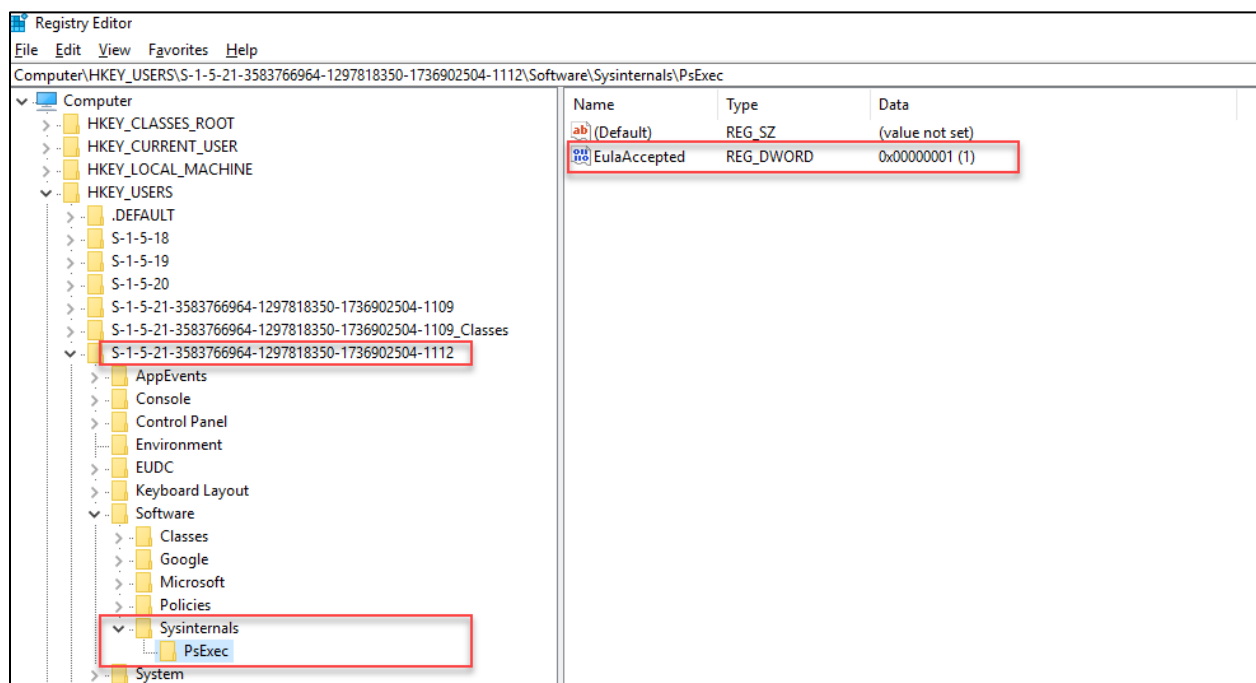 Registry Editor
File Edit View Favorites Help
Computer\HKEY_USERS\S-1-5-21-3583766964-1297818350-1736902504-1112\Software\Sysinternals\PsExec
Computer
HKEY_CLASSES_ROOT
HKEY_CURRENT_USER
HKEY_LOCAL_MACHINE
HKEY_USERS
.DEFAULT
S-1-5-18
S-1-5-19
S-1-5-20
S-1-5-21-3583766964-1297818350-1736902504-1109
S-1-5-21-3583766964-1297818350-1736902504-1109_Classes
S-1-5-21-3583766964-1297818350-1736902504-1112
AppEvents
Console
Control Panel
Environment
EUDC
Keyboard Layout
Software
Classes
Google
Microsoft
Policies
Sysinternals
PsExec
System
Name Type Data
(Default) REG_SZ (value not set)
EulaAccepted REG_DWORD 0x00000001 (1)